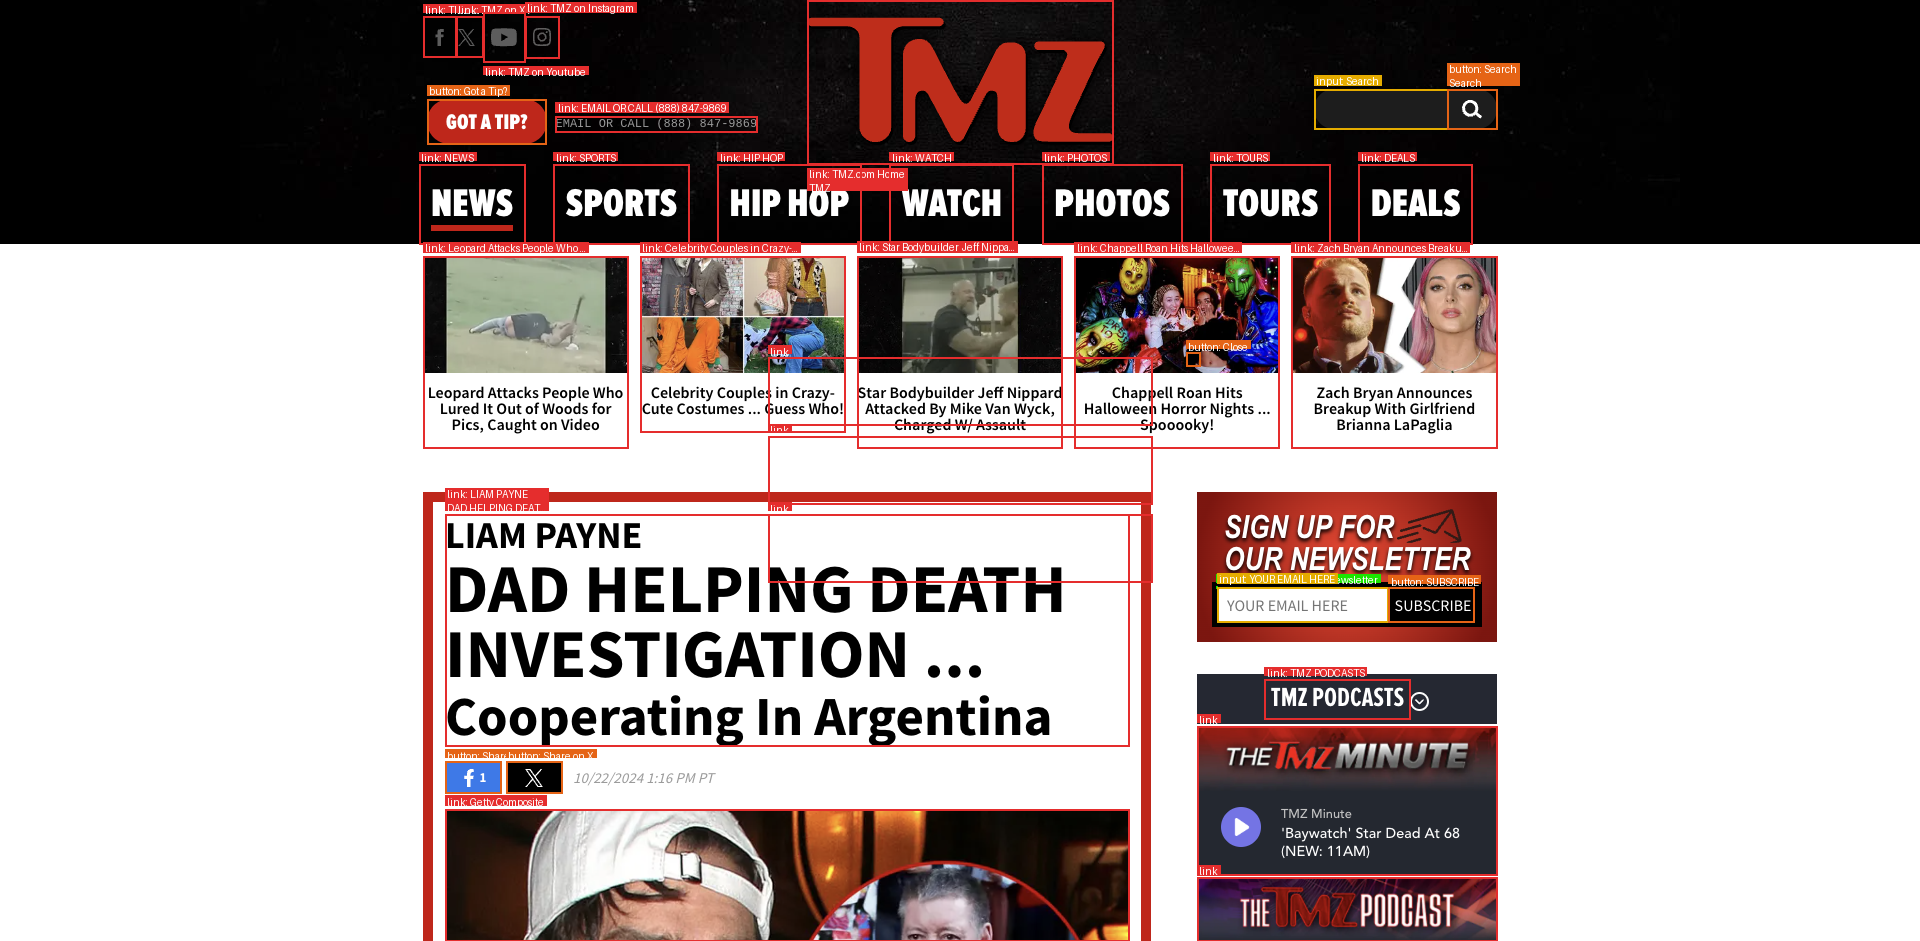 link: TMZ on X
link: TMZ on Instagram
link: TMZ on Youtube
button: Got a Tip?
GOT A TIP?
link: EMAIL OR CALL (888) 847-9869
EMAIL OR CALL (888) 847-9869
TMZ
input: Search
button: Search
Search
link: NEWS
link: SPORTS
link: HIP HOP
link: TMZ.com Home
TMZ
link: WATCH
link: PHOTOS
link: TOURS
link: DEALS
NEWS
SPORTS
HIP HOP
WATCH
PHOTOS
TOURS
DEALS
link: Leopard Attacks People Who...
link: Celebrity Couples in Crazy-...
link: Star Bodybuilder Jeff Nippa...
link: Chappell Roan Hits Hallowee...
link: Zach Bryan Announces Breaku...
button: Close
link
Leopard Attacks People Who
Lured It Out of Woods for
Pics, Caught on Video
Celebrity Couples in Crazy-
Cute Costumes ... Guess Who!
Star Bodybuilder Jeff Nippard
Attacked By Mike Van Wyck,
Charged W/ Assault
Chappell Roan Hits
Halloween Horror Nights ...
Spooooky!
Zach Bryan Announces
Breakup With Girlfriend
Brianna LaPaglia
link
link
link: LIAM PAYNE
DAD HELPING DEAT...
LIAM PAYNE
DAD HELPING DEATH
INVESTIGATION ...
Cooperating In Argentina
button: Share on X
1
10/22/2024 1:16 PM PT
link: Getty Composite
SIGN UP FOR
OUR NEWSLETTER
input: YOUR EMAIL HERE
button: SUBSCRIBE
YOUR EMAIL HERE
SUBSCRIBE
link: TMZ PODCASTS
TMZ PODCASTS
link
THE TMZ MINUTE
TMZ Minute
'Baywatch' Star Dead At 68
(NEW: 11AM)
link
THE TMZ PODCAST